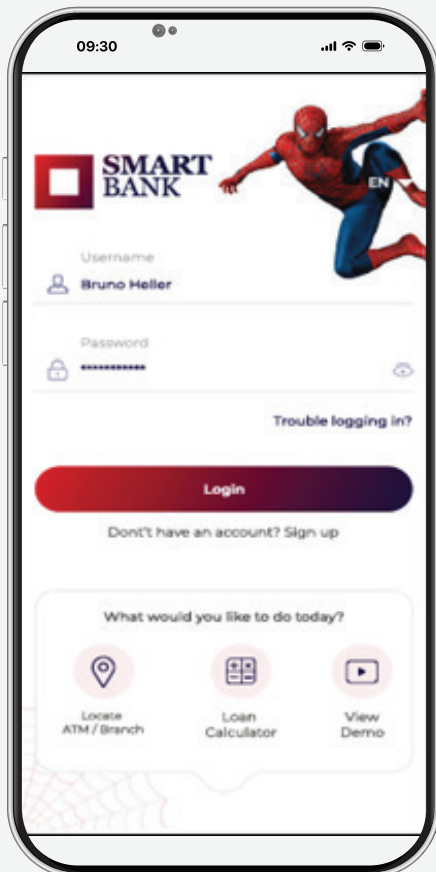 09:30
SMART
BANK
EN
Username
Bruno Heller
Password
•••••••••••
Trouble logging in?
Login
Dont't have an account? Sign up
What would you like to do today?
Locate
ATM / Branch
Loan
Calculator
View
Demo